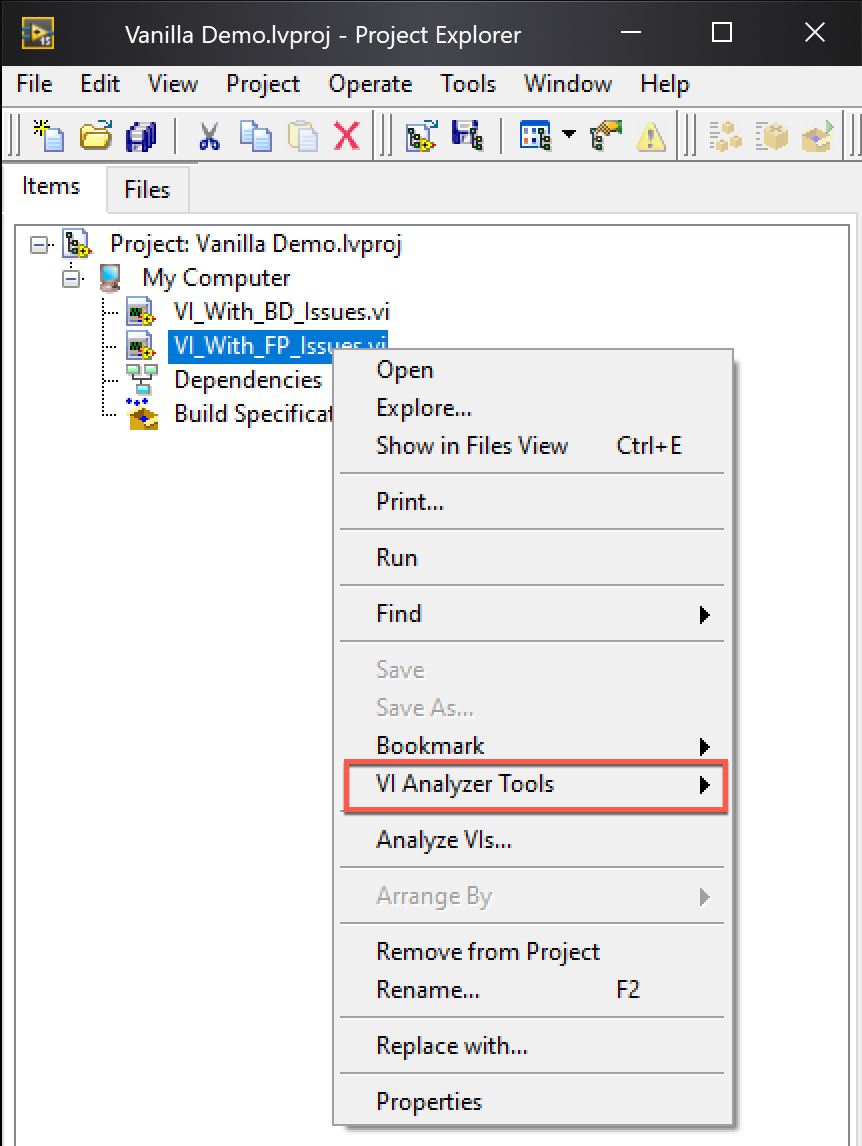 Vanilla Demo.lvproj - Project Explorer
File Edit View Project Operate Tools Window Help
Items Files
Project: Vanilla Demo.lvproj
My Computer
VI_With_BD_Issues.vi
VI_With_FP_Issues.vi
Dependencies
Build Specificat
Open
Explore...
Show in Files View Ctrl+E
Print...
Run
Find
Save
Save As...
Bookmark
VI Analyzer Tools
Analyze VIs...
Arrange By
Remove from Project
Rename... F2
Replace with...
Properties